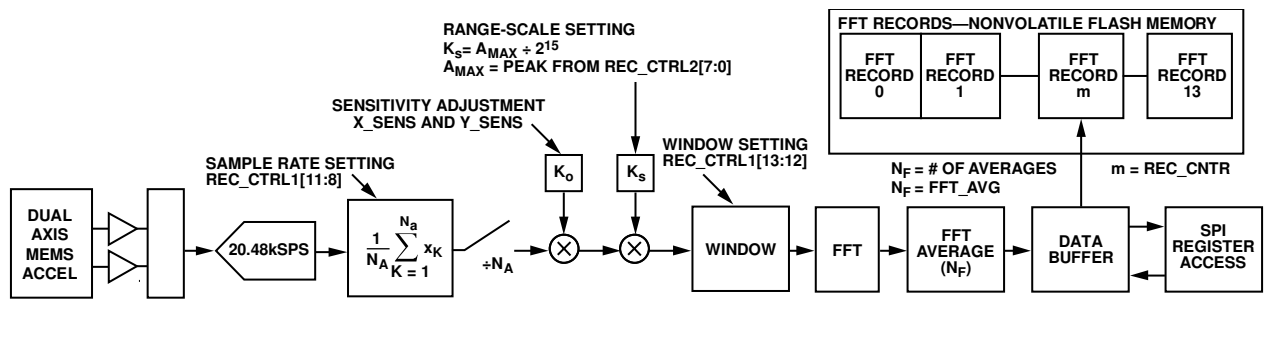 RANGE-SCALE SETTING
Ks= AMAX ÷ 2¹⁵
AMAX = PEAK FROM REC_CTRL2[7:0]
FFT RECORDS—NONVOLATILE FLASH MEMORY
FFT RECORD 0
FFT RECORD 1
FFT RECORD m
FFT RECORD 13
SENSITIVITY ADJUSTMENT
X_SENS AND Y_SENS
WINDOW SETTING
REC_CTRL1[13:12]
SAMPLE RATE SETTING
REC_CTRL1[11:8]
Ko
Ks
NF = # OF AVERAGES
NF = FFT_AVG
m = REC_CNTR
DUAL
AXIS
MEMS
ACCEL
20.48kSPS
1/NA ∑ xK
Na
K = 1
÷NA
×
×
WINDOW
FFT
FFT
AVERAGE
(NF)
DATA
BUFFER
SPI
REGISTER
ACCESS